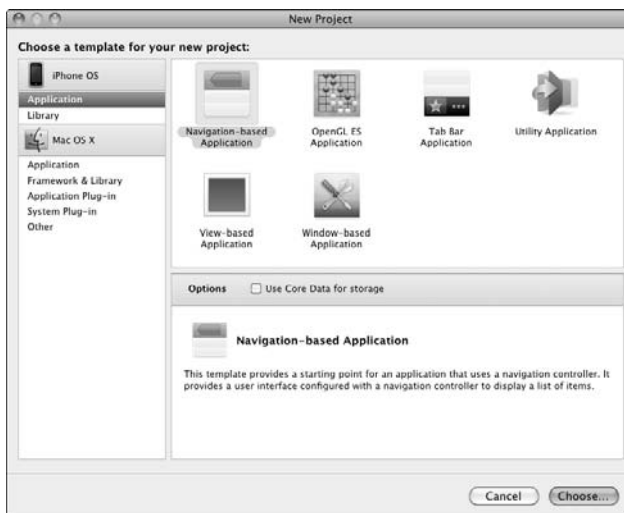 New Project
Choose a template for your new project:
iPhone OS
Application
Library
Mac OS X
Application
Framework & Library
Application Plug-in
System Plug-in
Other
Navigation-based
Application
OpenGL ES
Application
Tab Bar
Application
Utility Application
View-based
Application
Window-based
Application
Options
Use Core Data for storage
Navigation-based Application
This template provides a starting point for an application that uses a navigation controller. It
provides a user interface configured with a navigation controller to display a list of items.
Cancel
Choose...